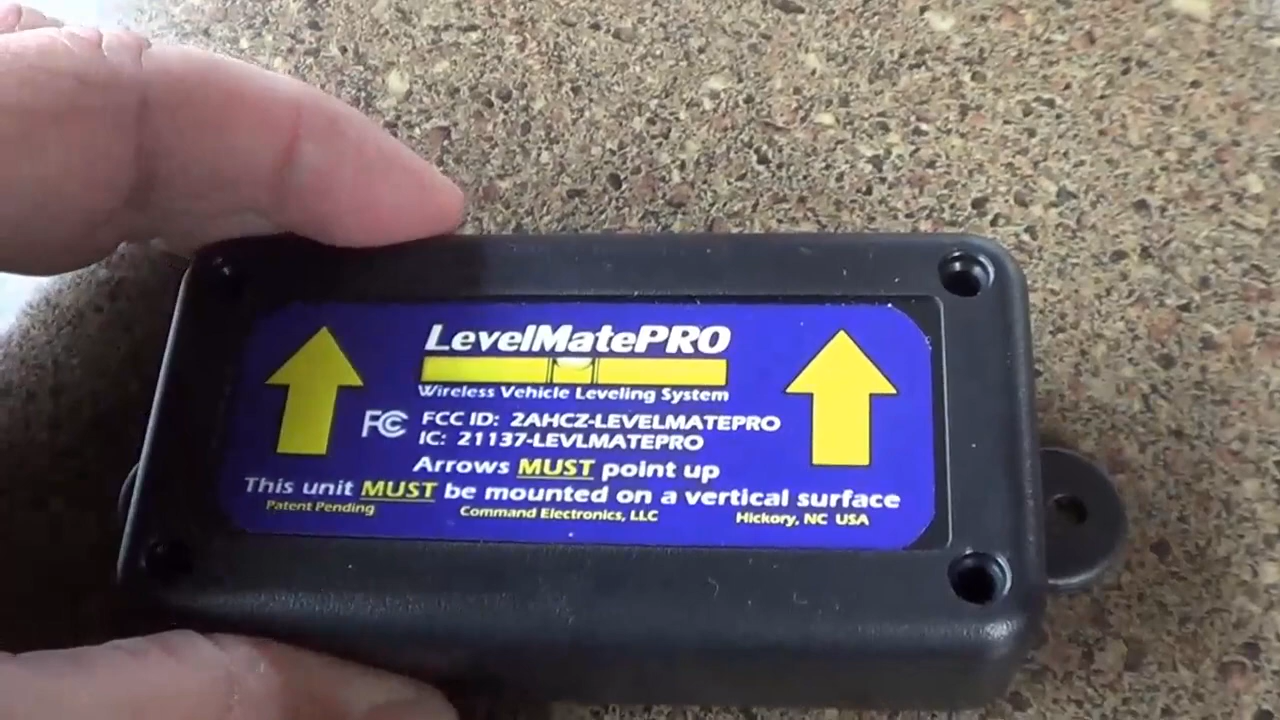 LevelMatePRO
Wireless Vehicle Leveling System
FC FCC ID: 2AHCZ-LEVELMATEPRO
IC: 21137-LEVLMATEPRO
Arrows MUST point up
This unit MUST be mounted on a vertical surface
Patent Pending Command Electronics, LLC Hickory, NC USA